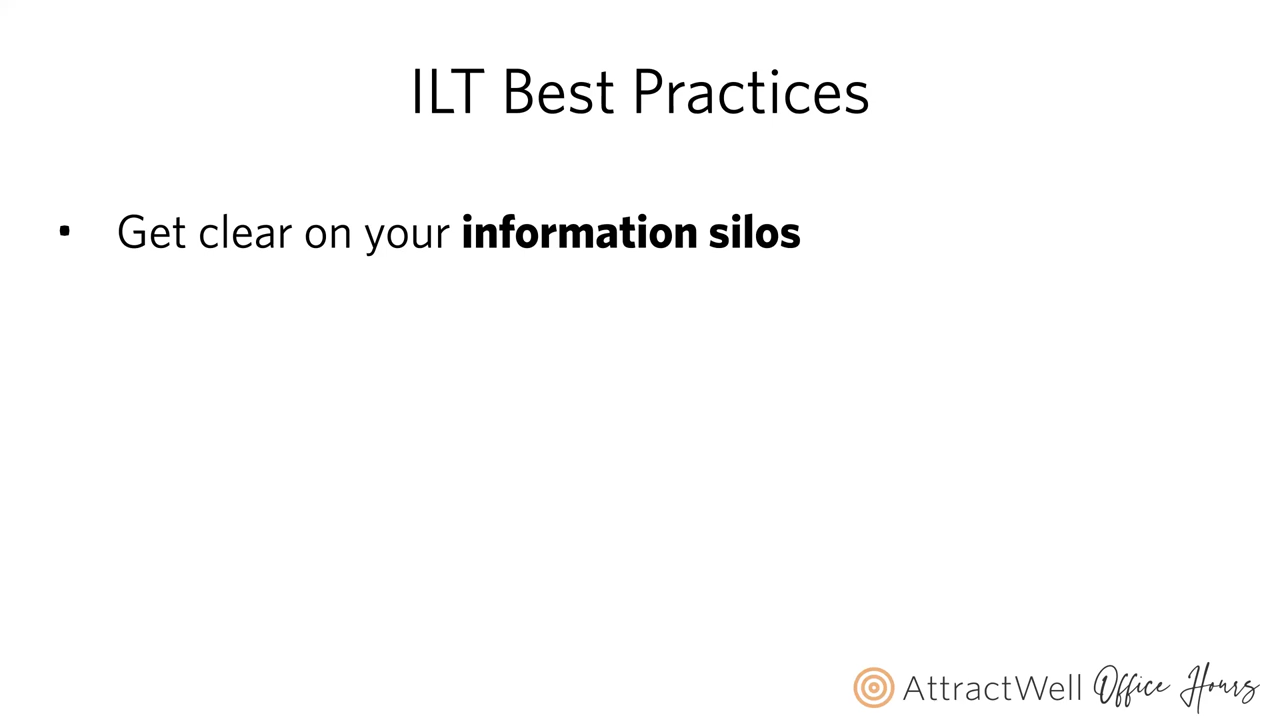 ILT Best Practices
▪ Get clear on your information silos
AttractWell Office Hours